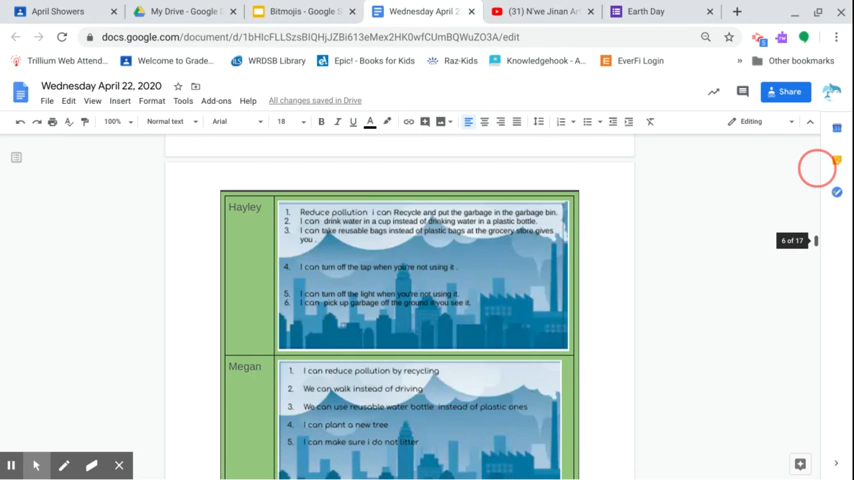 April Showers
My Drive - Google D
Bitmojis - Google S
Wednesday April 2
(31) N'we Jinan Art
Earth Day
docs.google.com/document/d/1bHIcFLLSzsBIQHjJZBi613eMex2HK0wfCUmBQWuZO3A/edit
Trillium Web Attend...
Welcome to Grade...
WRDSB Library
Epic! - Books for Kids
Raz-Kids
Knowledgehook - A...
EverFi Login
Other bookmarks
Wednesday April 22, 2020
File Edit View Insert Format Tools Add-ons Help All changes saved in Drive
Share
100% Normal text Arial 18 B I U A Editing
Hayley
1. Reduce pollution i can Recycle and put the garbage in the garbage bin.
2. I can drink water in a cup instead of drinking water in a plastic bottle.
3. I can take reusable bags instead of plastic bags at the grocery store gives
you .
6 of 17
4. I can turn off the tap when you're not using it .
5. I can turn off the light when you're not using it.
6. I can pick up garbage off the ground if you see it.
Megan
1. I can reduce pollution by recycling
2. We can walk instead of driving
3. We can use reusable water bottle instead of plastic ones
4. I can plant a new tree
5. I can make sure i do not litter